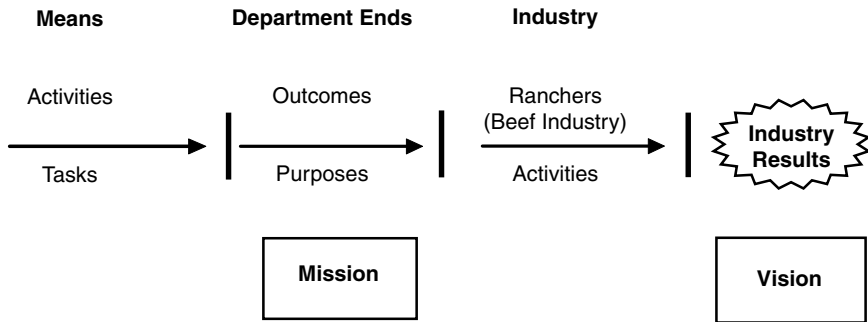 Means
Department Ends
Industry
Activities
Outcomes
Ranchers
(Beef Industry)
Tasks
Purposes
Activities
Industry
Results
Mission
Vision